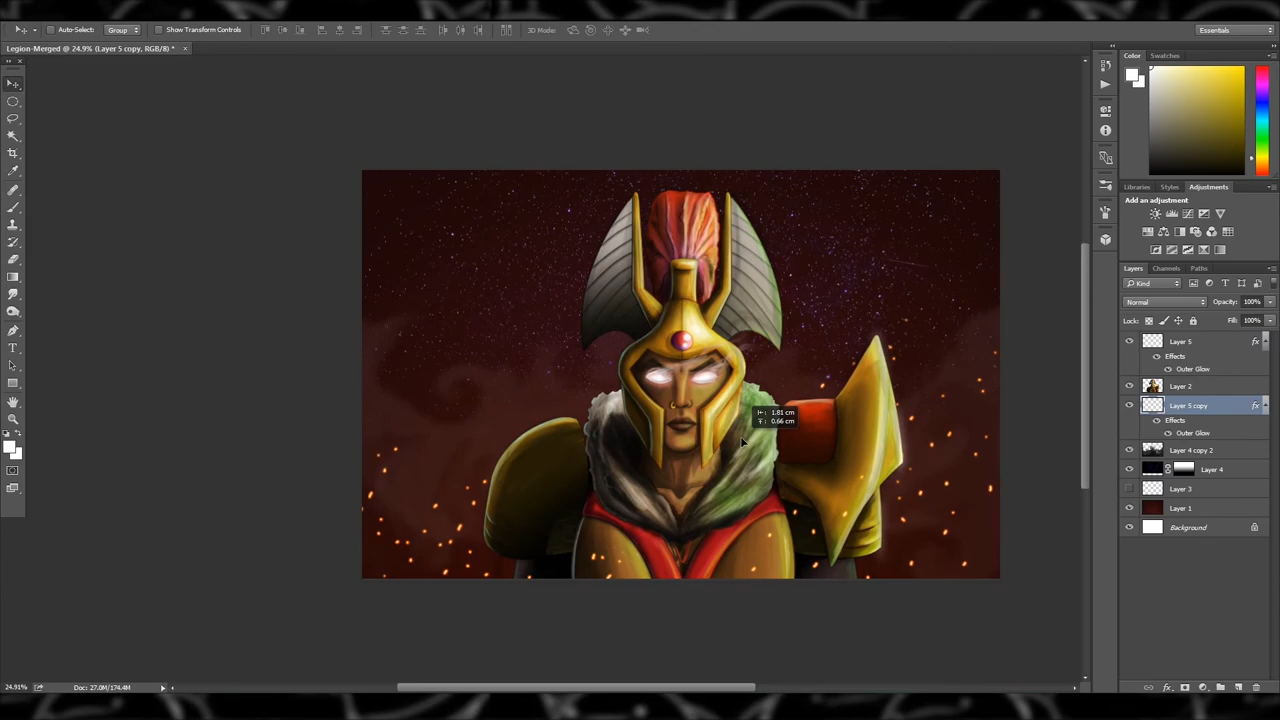 Auto-Select: Group Show Transform Controls 3D Mode: Essentials
Legion-Merged @ 24.9% (Layer 5 copy, RGB/8) *
Color Swatches
Libraries Styles Adjustments
Add an adjustment
Layers Channels Paths
Kind
Normal Opacity: 100%
Lock: Fill: 100%
Layer 5 fx
Effects
Outer Glow
Layer 2
Layer 5 copy fx
Effects
Outer Glow
Layer 4 copy 2
Layer 4
Layer 3
Layer 1
Background
1.81 cm
0.66 cm
24.91% Doc: 27.0M/174.4M